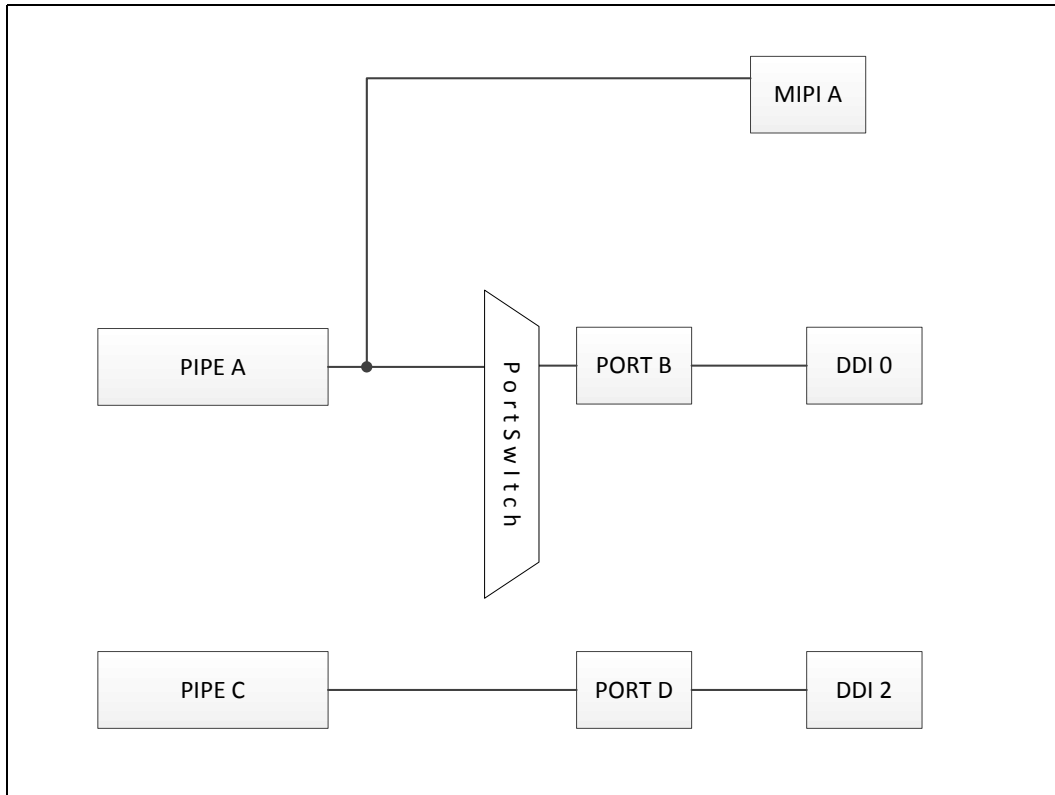 MIPI A
PIPE A
PortSwItch
PORT B
DDI 0
PIPE C
PORT D
DDI 2